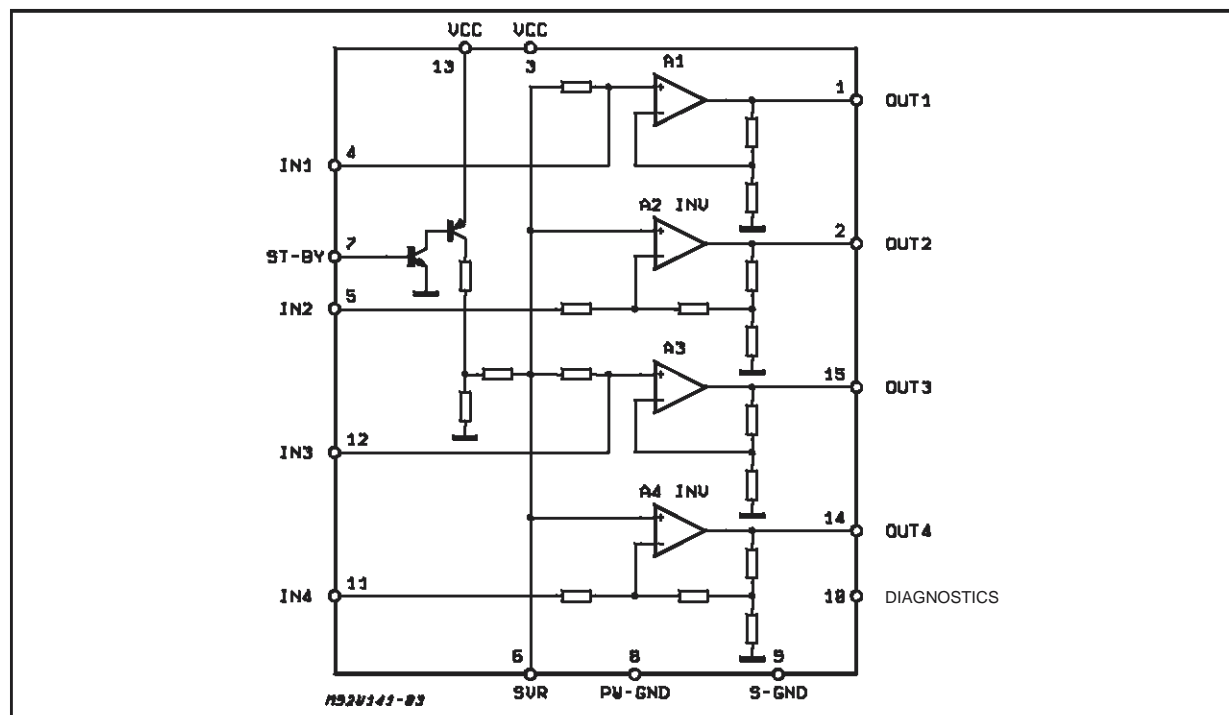 VCC VCC
13 3
A1
1 OUT1
+
-
4
IN1
A2 INV
2 OUT2
+
-
7
ST-BY
5
IN2
A3
15 OUT3
+
-
12
IN3
A4 INV
14 OUT4
+
-
11
IN4
10 DIAGNOSTICS
6 8 9
SVR PW-GND S-GND
M92W141-03